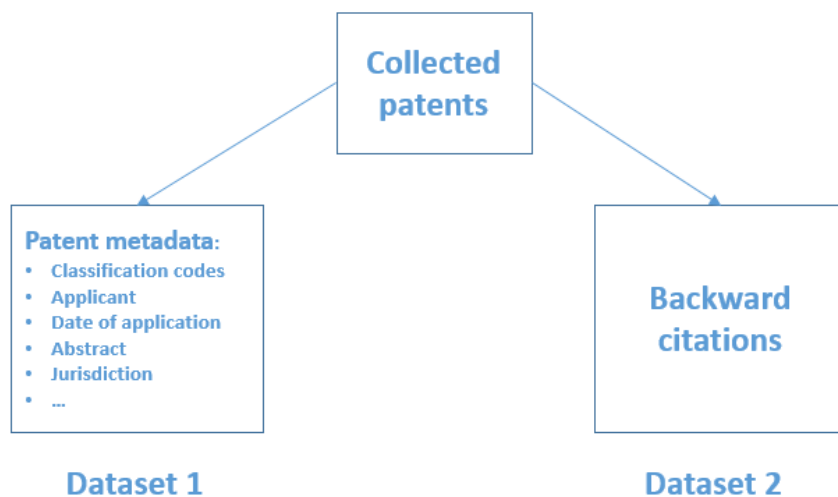 Collected
patents
Patent metadata:
• Classification codes
• Applicant
• Date of application
• Abstract
• Jurisdiction
• ...
Backward
citations
Dataset 1
Dataset 2